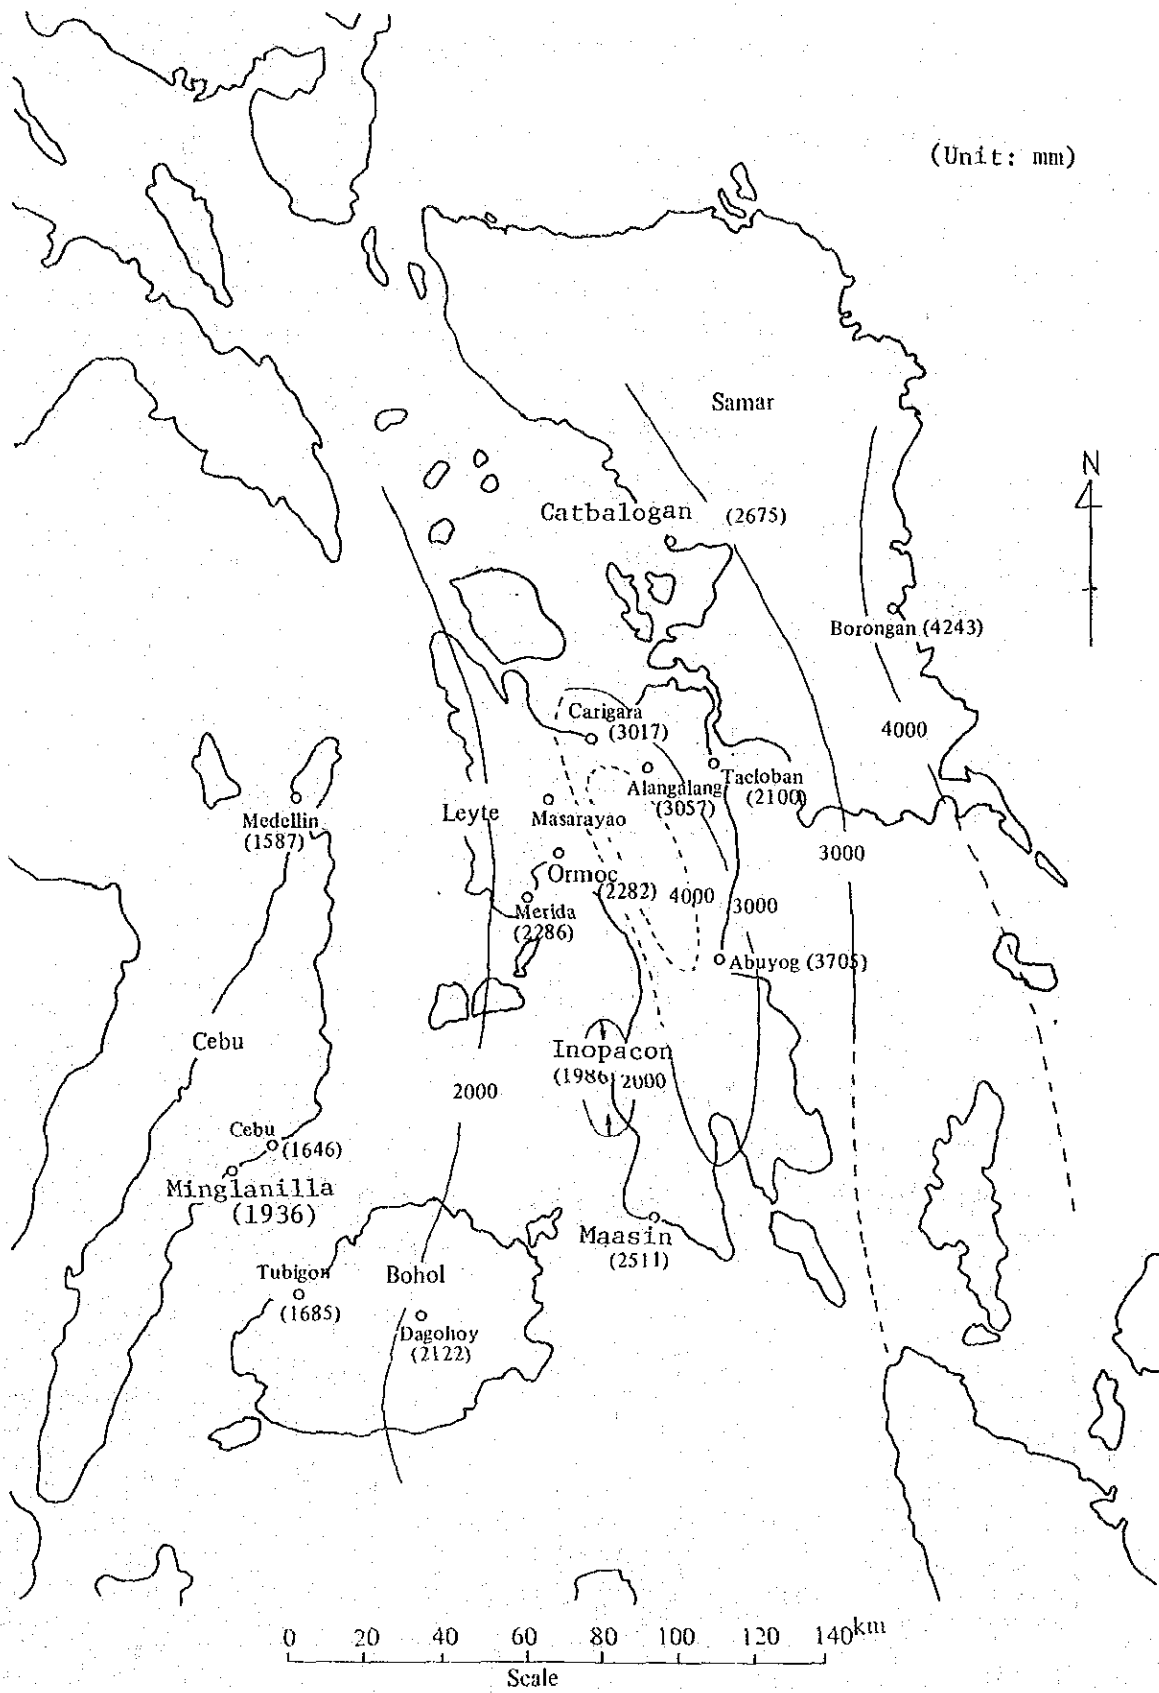 (Unit: mm)
Samar
N
Catbalogan (2675)
Borongan (4243)
Carigara
(3017)
4000
Tacloban
(2100)
Alangalang
(3057)
Leyte
Masarayao
Medellin
(1587)
3000
Ormoc
(2282)
4000
3000
Merida
(2286)
Abuyog (3705)
Cebu
Inopacon
(1986)
2000
2000
Cebu
(1646)
Minglanilla
(1936)
Maasin
(2511)
Tubigon
(1685)
Bohol
Dagohoy
(2122)
0 20 40 60 80 100 120 140km
Scale